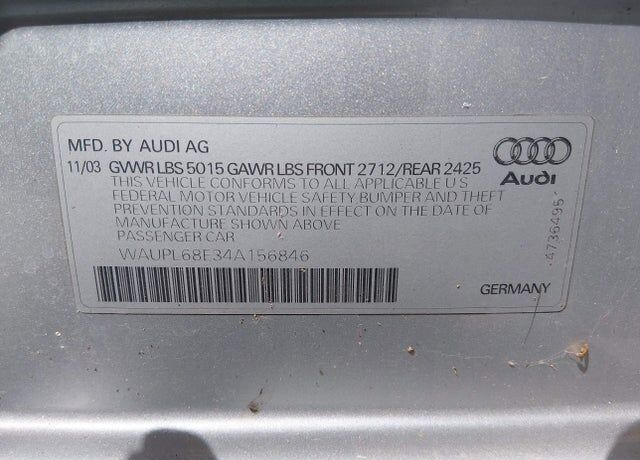 MFD. BY AUDI AG
11/03 GVWR LBS 5015 GAWR LBS FRONT 2712/REAR 2425
THIS VEHICLE CONFORMS TO ALL APPLICABLE U S
FEDERAL MOTOR VEHICLE SAFETY BUMPER AND THEFT
PREVENTION STANDARDS IN EFFECT ON THE DATE OF
MANUFACTURE SHOWN ABOVE
PASSENGER CAR
WAUPL68E34A156846
GERMANY
Audi
4736495